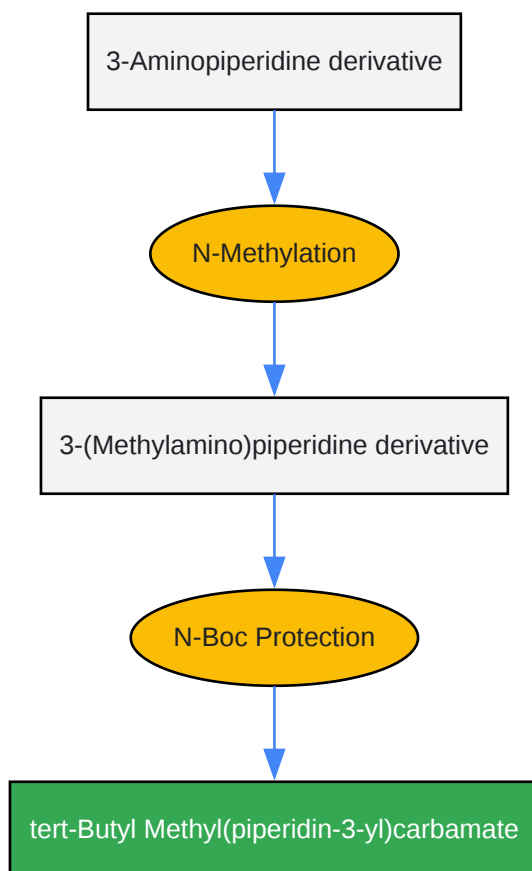 3-Aminopiperidine derivative
N-Methylation
3-(Methylamino)piperidine derivative
N-Boc Protection
tert-Butyl Methyl(piperidin-3-yl)carbamate